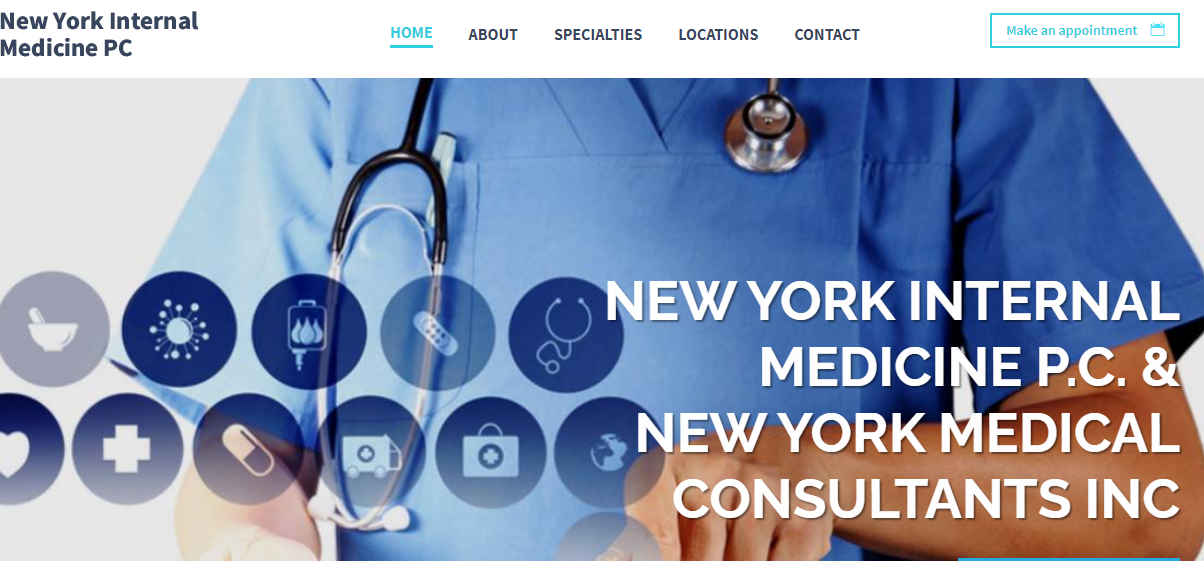 New York Internal
Medicine PC
HOME
ABOUT
SPECIALTIES
LOCATIONS
CONTACT
Make an appointment
NEW YORK INTERNAL
MEDICINE P.C. &
NEW YORK MEDICAL
CONSULTANTS INC